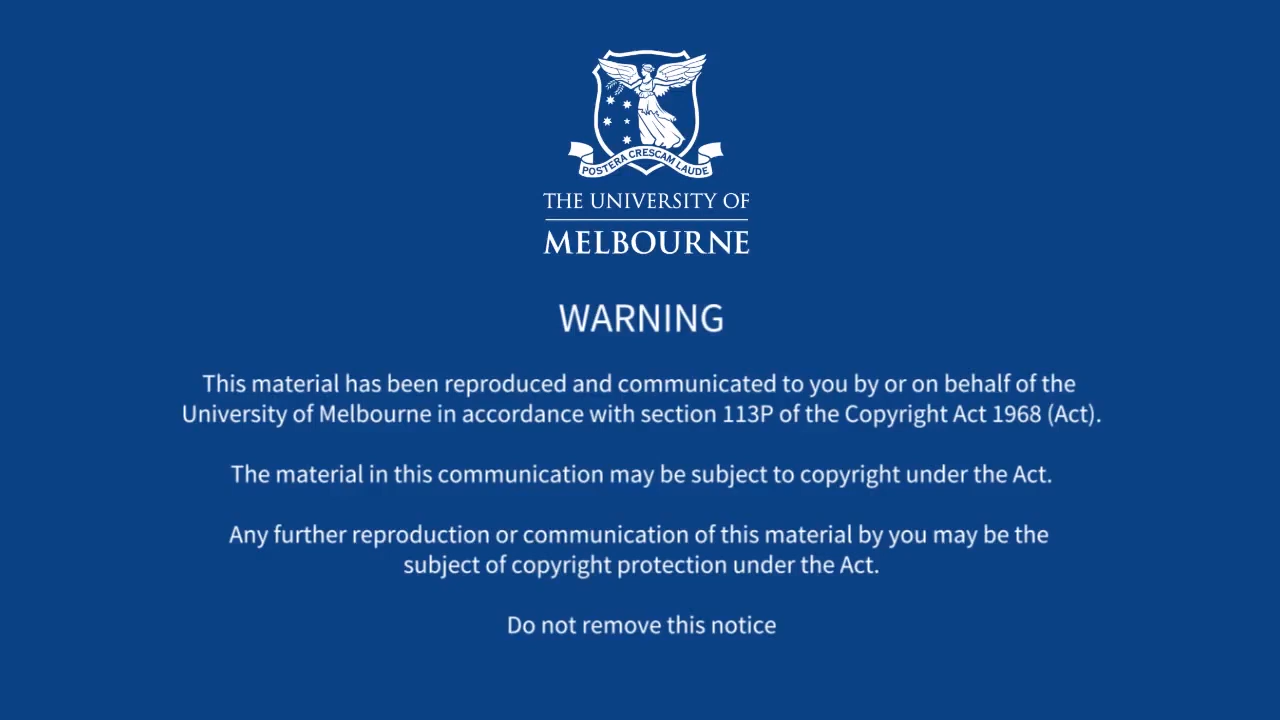 POSTERA CRESCAM LAUDE
THE UNIVERSITY OF
MELBOURNE
WARNING
This material has been reproduced and communicated to you by or on behalf of the
University of Melbourne in accordance with section 113P of the Copyright Act 1968 (Act).
The material in this communication may be subject to copyright under the Act.
Any further reproduction or communication of this material by you may be the
subject of copyright protection under the Act.
Do not remove this notice